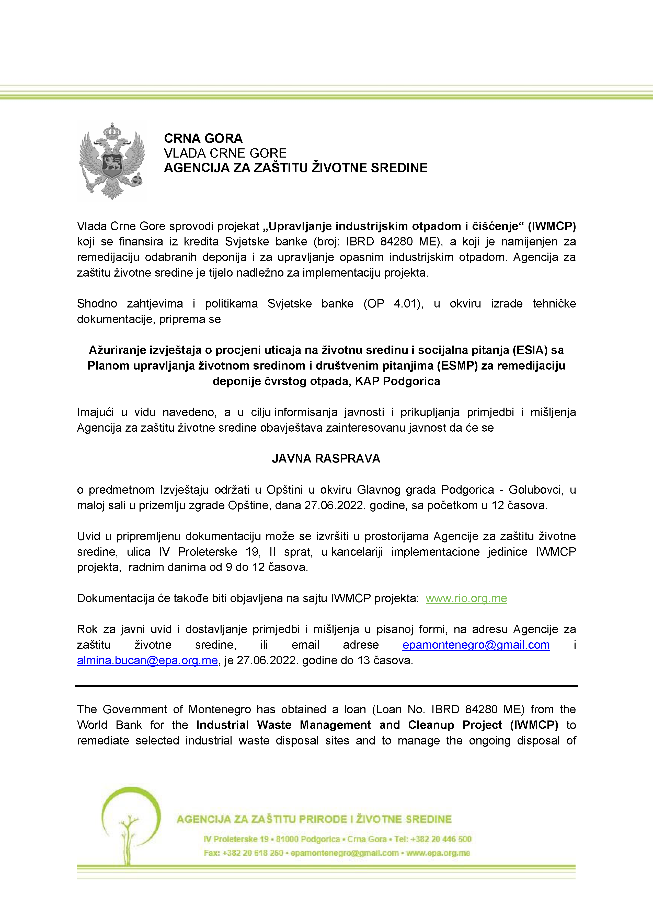 CRNA GORA
VLADA CRNE GORE
AGENCIJA ZA ZAŠTITU ŽIVOTNE SREDINE
Vlada Crne Gore sprovodi projekat „Upravljanje industrijskim otpadom i čišćenje“ (IWMCP)
koji se finansira iz kredita Svjetske banke (broj: IBRD 84280 ME), a koji je namijenjen za
remedijaciju odabranih deponija i za upravljanje opasnim industrijskim otpadom. Agencija za
zaštitu životne sredine je tijelo nadležno za implementaciju projekta.
Shodno zahtjevima i politikama Svjetske banke (OP 4.01), u okviru izrade tehničke
dokumentacije, priprema se
Ažuriranje izvještaja o procjeni uticaja na životnu sredinu i socijalna pitanja (ESIA) sa
Planom upravljanja životnom sredinom i društvenim pitanjima (ESMP) za remedijaciju
deponije čvrstog otpada, KAP Podgorica
Imajući u vidu navedeno, a u cilju informisanja javnosti i prikupljanja primjedbi i mišljenja
Agencija za zaštitu životne sredine obavještava zainteresovanu javnost da će se
JAVNA RASPRAVA
o predmetnom Izvještaju održati u Opštini u okviru Glavnog grada Podgorica - Golubovci, u
maloj sali u prizemlju zgrade Opštine, dana 27.06.2022. godine, sa početkom u 12 časova.
Uvid u pripremljenu dokumentaciju može se izvršiti u prostorijama Agencije za zaštitu životne
sredine, ulica IV Proleterske 19, II sprat, u kancelariji implementacione jedinice IWMCP
projekta, radnim danima od 9 do 12 časova.
Dokumentacija će takođe biti objavljena na sajtu IWMCP projekta: www.rio.org.me
Rok za javni uvid i dostavljanje primjedbi i mišljenja u pisanoj formi, na adresu Agencije za
zaštitu životne sredine, ili email adrese epamontenegro@gmail.com i
almina.bucan@epa.org.me, je 27.06.2022. godine do 13 časova.
The Government of Montenegro has obtained a loan (Loan No. IBRD 84280 ME) from the
World Bank for the Industrial Waste Management and Cleanup Project (IWMCP) to
remediate selected industrial waste disposal sites and to manage the ongoing disposal of
AGENCIJA ZA ZAŠTITU PRIRODE I ŽIVOTNE SREDINE
IV Proleterske 19 • 81000 Podgorica • Crna Gora • Tel: +382 20 446 500
Fax: +382 20 618 260 • epamontenegro@gmail.com • www.epa.org.me